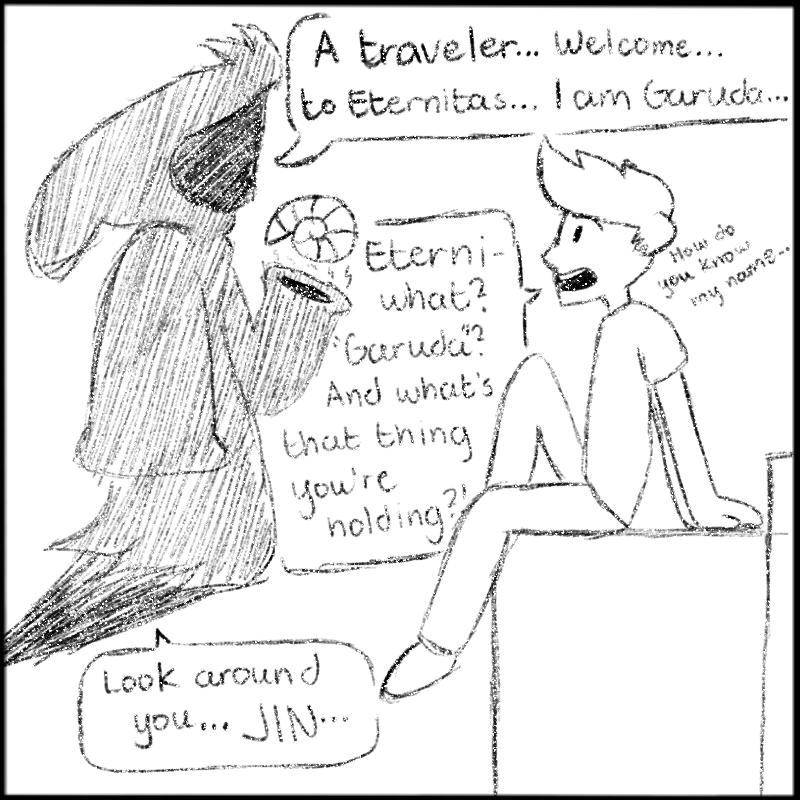 A traveler... Welcome...
to Eternitas... I am Garuda...
Eterni-
what?
"Garuda"?
And what's
that thing
you're
holding?!
How do
you know
my name...
Look around
you... JIN...